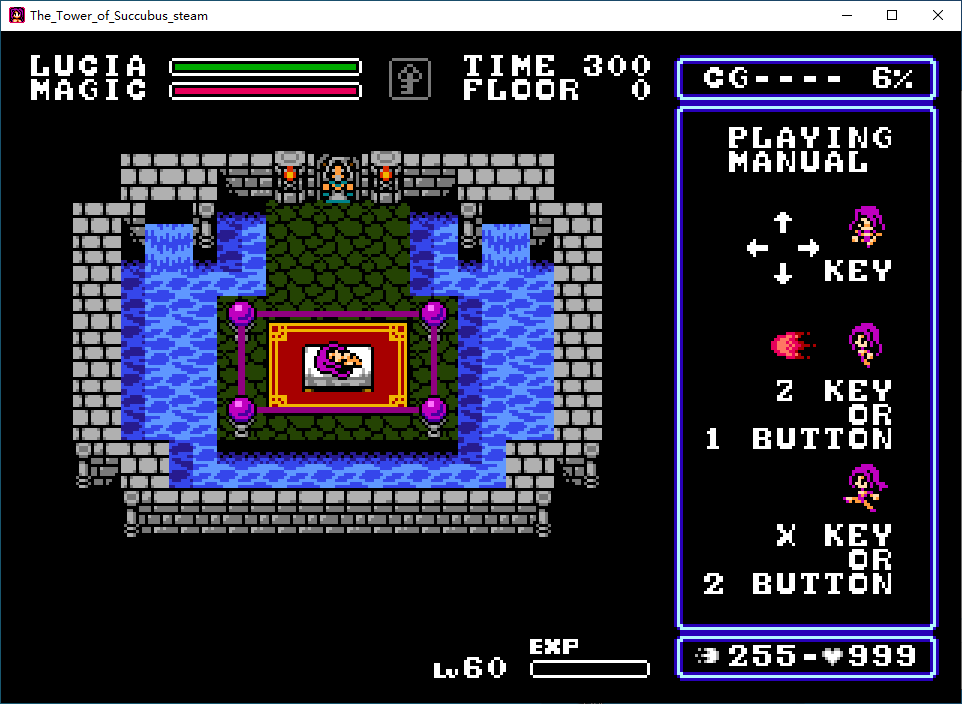 The_Tower_of_Succubus_steam
LUCIA
MAGIC
TIME 300
FLOOR 0
CG---- 6%
PLAYING
MANUAL
KEY
Z KEY
OR
1 BUTTON
X KEY
OR
2 BUTTON
EXP
Lv60
255-999